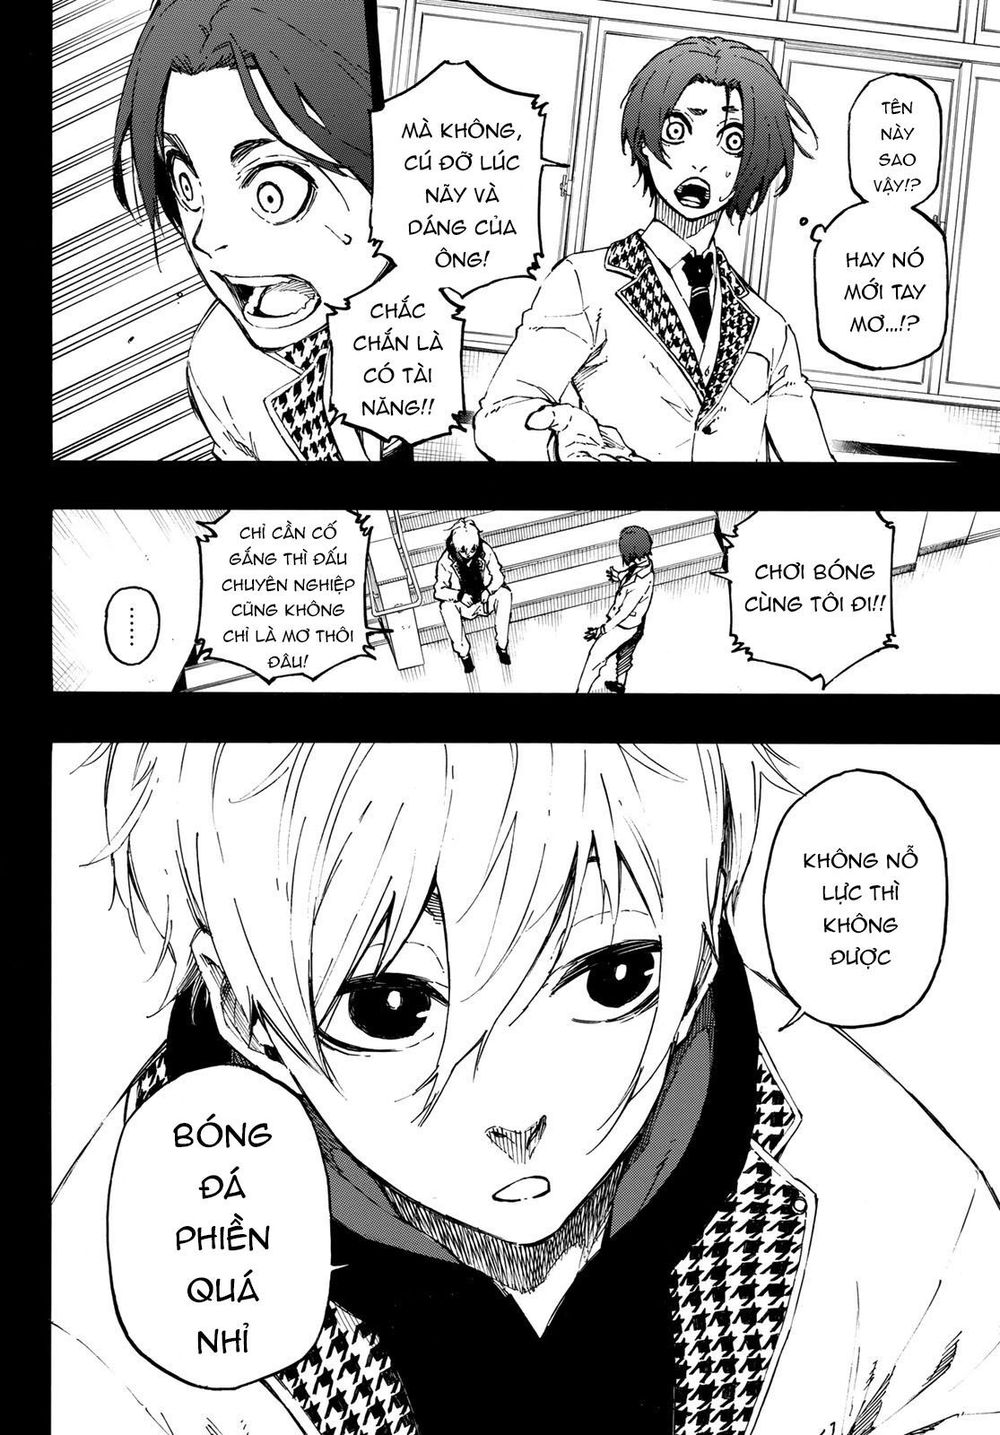 TÊN
NÀY
SAO
VẬY!?
HAY NÓ
MỚI TAY
MƠ...!?
MÀ KHÔNG,
CÚ ĐỠ LÚC
NÃY VÀ
DÁNG CỦA
ÔNG!
CHẮC
CHẮN LÀ
CÓ TÀI
NĂNG!!
CHƠI BÓNG
CÙNG TÔI ĐI!!
CHỈ CẦN CỐ
GẮNG THÌ ĐẤU
CHUYÊN NGHIỆP
CŨNG KHÔNG
CHỈ LÀ MƠ THÔI
ĐÂU!
......
KHÔNG NỖ
LỰC THÌ
KHÔNG
ĐƯỢC
BÓNG
ĐÁ
PHIỀN
QUÁ
NHỈ